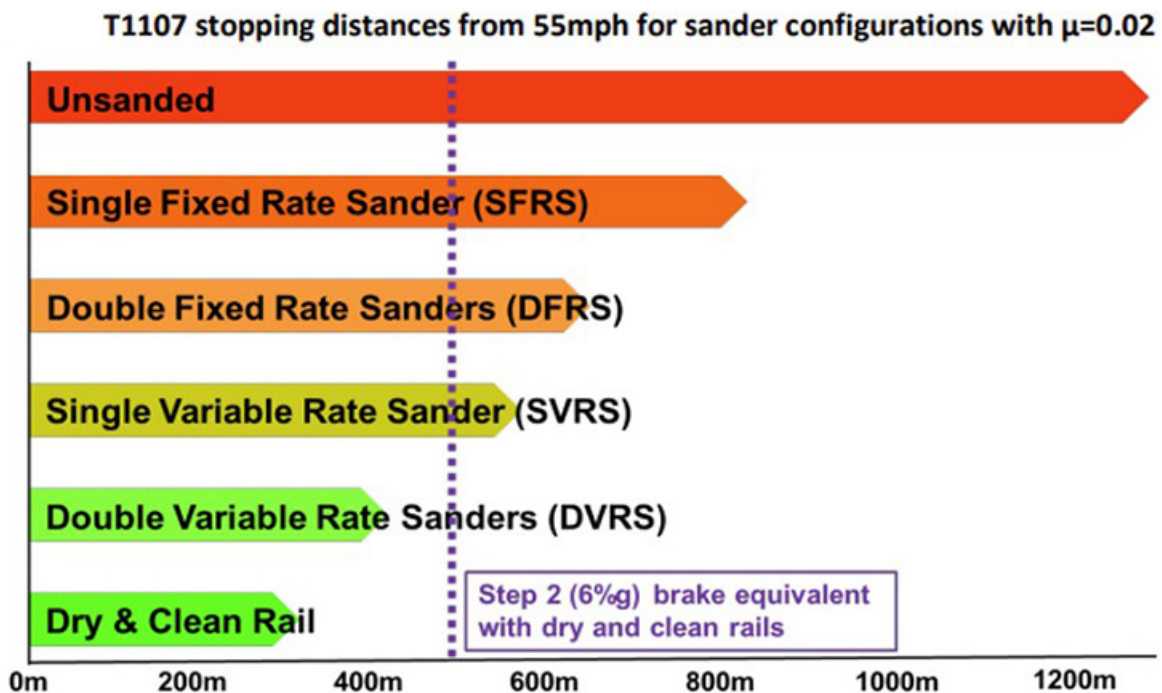 T1107 stopping distances from 55mph for sander configurations with μ=0.02
Unsanded
Single Fixed Rate Sander (SFRS)
Double Fixed Rate Sanders (DFRS)
Single Variable Rate Sander (SVRS)
Double Variable Rate Sanders (DVRS)
Step 2 (6%g) brake equivalent
with dry and clean rails
Dry & Clean Rail
0m 200m 400m 600m 800m 1000m 1200m